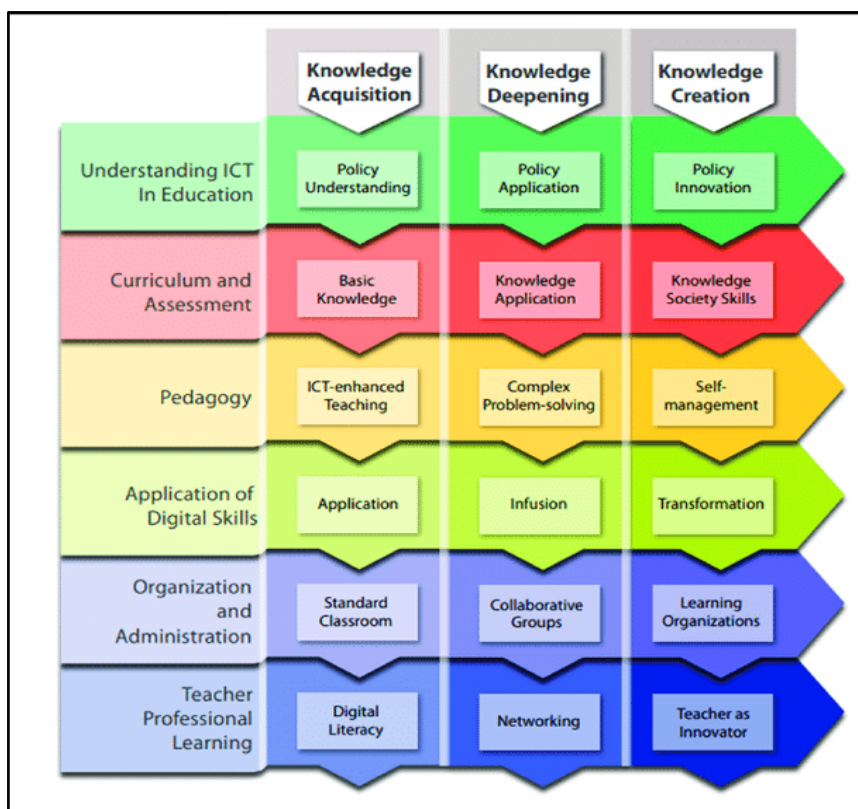 Knowledge
Acquisition
Knowledge
Deepening
Knowledge
Creation
Understanding ICT
In Education
Policy
Understanding
Policy
Application
Policy
Innovation
Curriculum and
Assessment
Basic
Knowledge
Knowledge
Application
Knowledge
Society Skills
Pedagogy
ICT-enhanced
Teaching
Complex
Problem-solving
Self-
management
Application of
Digital Skills
Application
Infusion
Transformation
Organization
and
Administration
Standard
Classroom
Collaborative
Groups
Learning
Organizations
Teacher
Professional
Learning
Digital
Literacy
Networking
Teacher as
Innovator